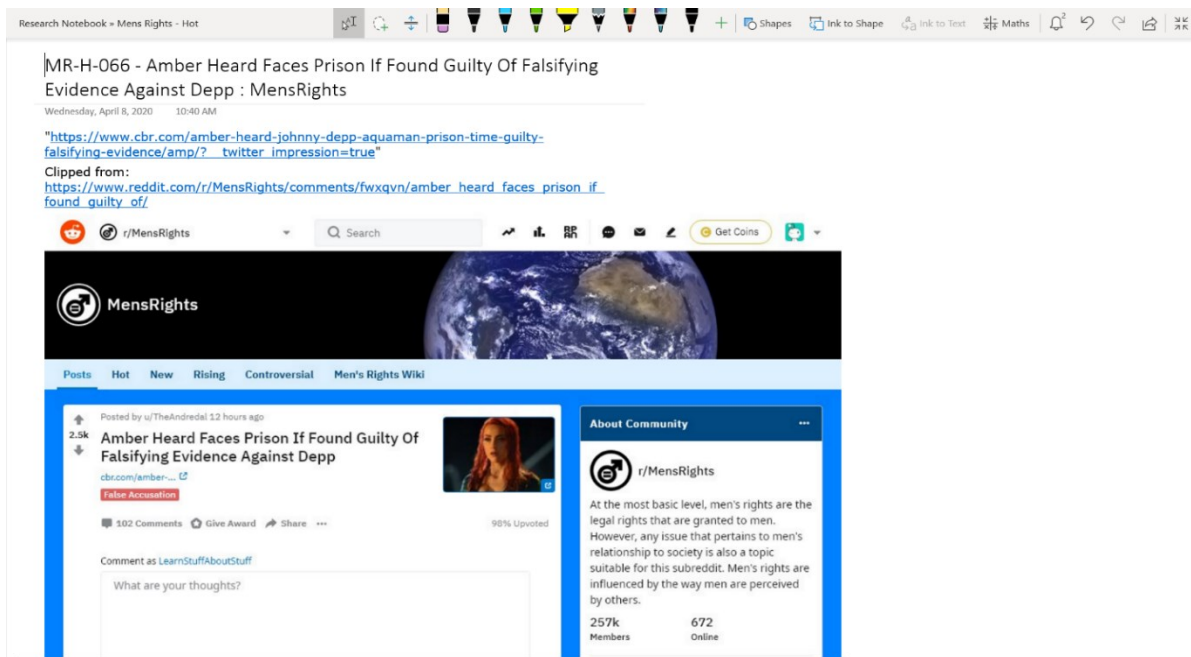 Research Notebook » Mens Rights - Hot
Shapes
Ink to Shape
Ink to Text
Maths
2
MR-H-066 - Amber Heard Faces Prison If Found Guilty Of Falsifying
Evidence Against Depp : MensRights
Wednesday, April 8, 2020 10:40 AM
"https://www.cbr.com/amber-heard-johnny-depp-aquaman-prison-time-guilty-
falsifying-evidence/amp/?__twitter_impression=true"
Clipped from:
https://www.reddit.com/r/MensRights/comments/fwxqvn/amber_heard_faces_prison_if_
found_guilty_of/
r/MensRights
Search
Get Coins
MensRights
Posts Hot New Rising Controversial Men's Rights Wiki
Posted by u/TheAndredal 12 hours ago
2.5k
Amber Heard Faces Prison If Found Guilty Of
Falsifying Evidence Against Depp
cbr.com/amber-...
False Accusation
102 Comments Give Award Share ... 98% Upvoted
Comment as LearnStuffAboutStuff
What are your thoughts?
About Community
...
r/MensRights
At the most basic level, men's rights are the
legal rights that are granted to men.
However, any issue that pertains to men's
relationship to society is also a topic
suitable for this subreddit. Men's rights are
influenced by the way men are perceived
by others.
257k 672
Members Online